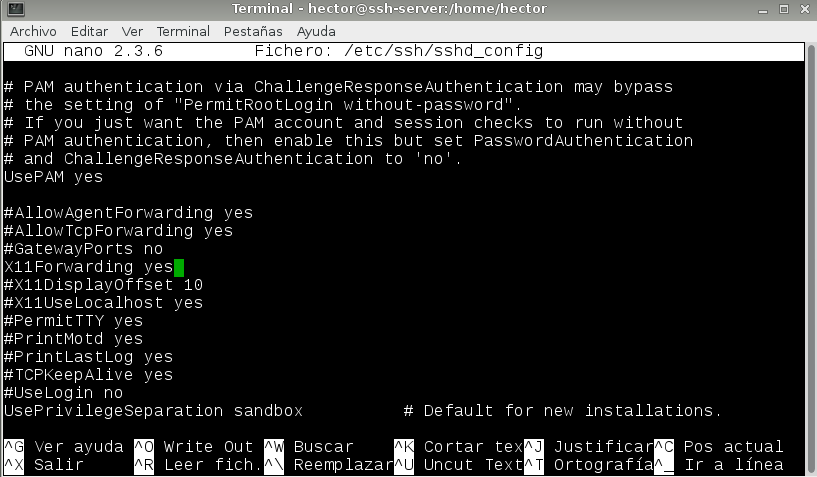 Terminal - hector@ssh-server:/home/hector
Archivo Editar Ver Terminal Pestañas Ayuda
GNU nano 2.3.6 Fichero: /etc/ssh/sshd_config
# PAM authentication via ChallengeResponseAuthentication may bypass
# the setting of "PermitRootLogin without-password".
# If you just want the PAM account and session checks to run without
# PAM authentication, then enable this but set PasswordAuthentication
# and ChallengeResponseAuthentication to 'no'.
UsePAM yes
#AllowAgentForwarding yes
#AllowTcpForwarding yes
#GatewayPorts no
X11Forwarding yes
#X11DisplayOffset 10
#X11UseLocalhost yes
#PermitTTY yes
#PrintMotd yes
#PrintLastLog yes
#TCPKeepAlive yes
#UseLogin no
UsePrivilegeSeparation sandbox # Default for new installations.
^G Ver ayuda ^O Write Out ^W Buscar ^K Cortar tex^J Justificar^C Pos actual
^X Salir ^R Leer fich.^\ Reemplazar^U Uncut Text^T Ortografía^_ Ir a línea